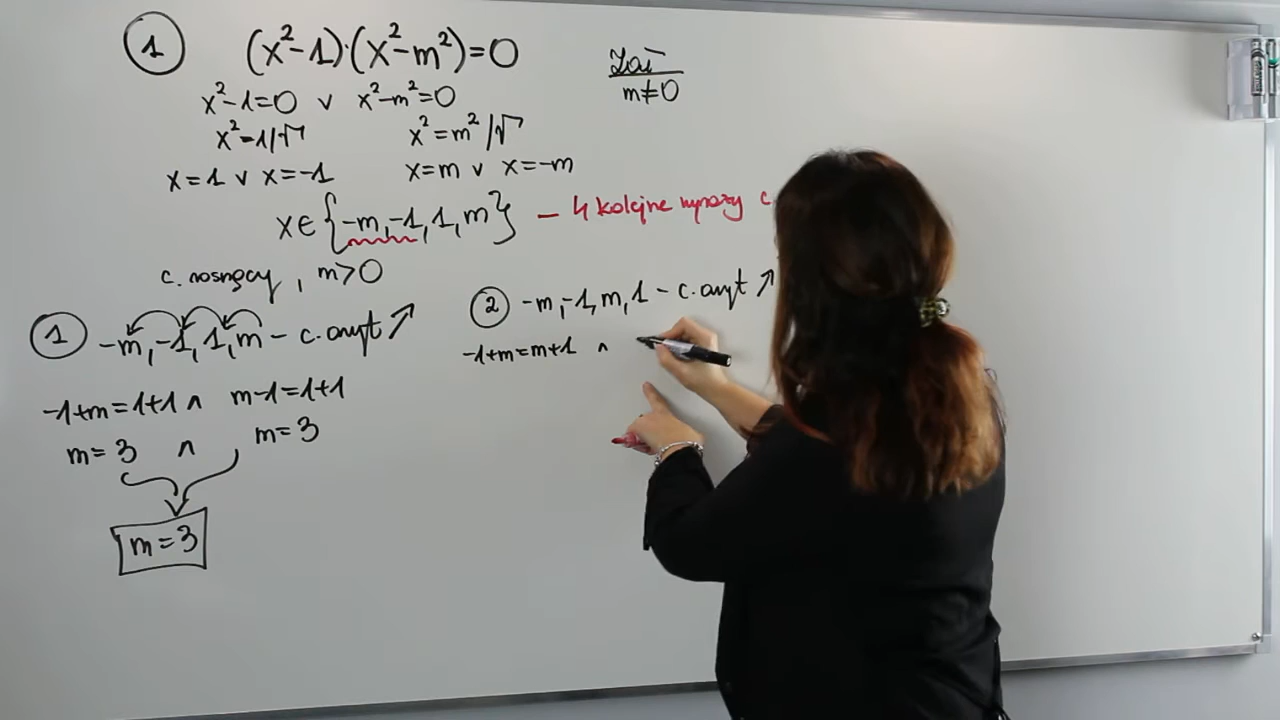 1 (x²-1)·(x²-m²)=0
Zał
m≠0
x²-1=0 ∨ x²-m²=0
x²=1/√ x²=m²/√
x=1 ∨ x=-1 x=m ∨ x=-m
x∈{-m,-1,1,m} – 4 kolejne wyrazy c
c. rosnący, m>0
1 -m,-1,1,m - c. aryt ↗
2 -m,-1,m,1 - c. aryt ↗
-1+m=1+1 ∧ m-1=1+1
m=3 ∧ m=3
m=3
-1+m=m+1 ∧